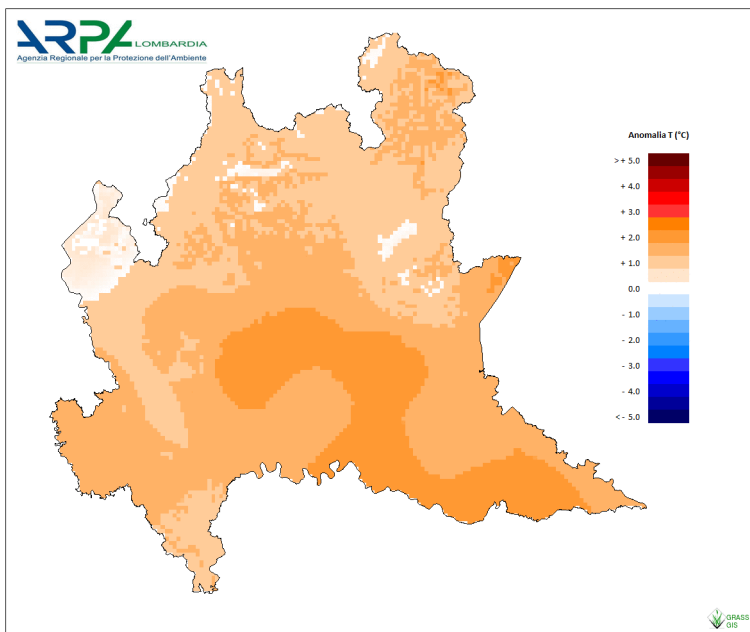 ARPA LOMBARDIA
Agenzia Regionale per la Protezione dell'Ambiente
Anomalia T (°C)
> + 5.0
+ 4.0
+ 3.0
+ 2.0
+ 1.0
0.0
- 1.0
- 2.0
- 3.0
- 4.0
< - 5.0
GRASS
GIS